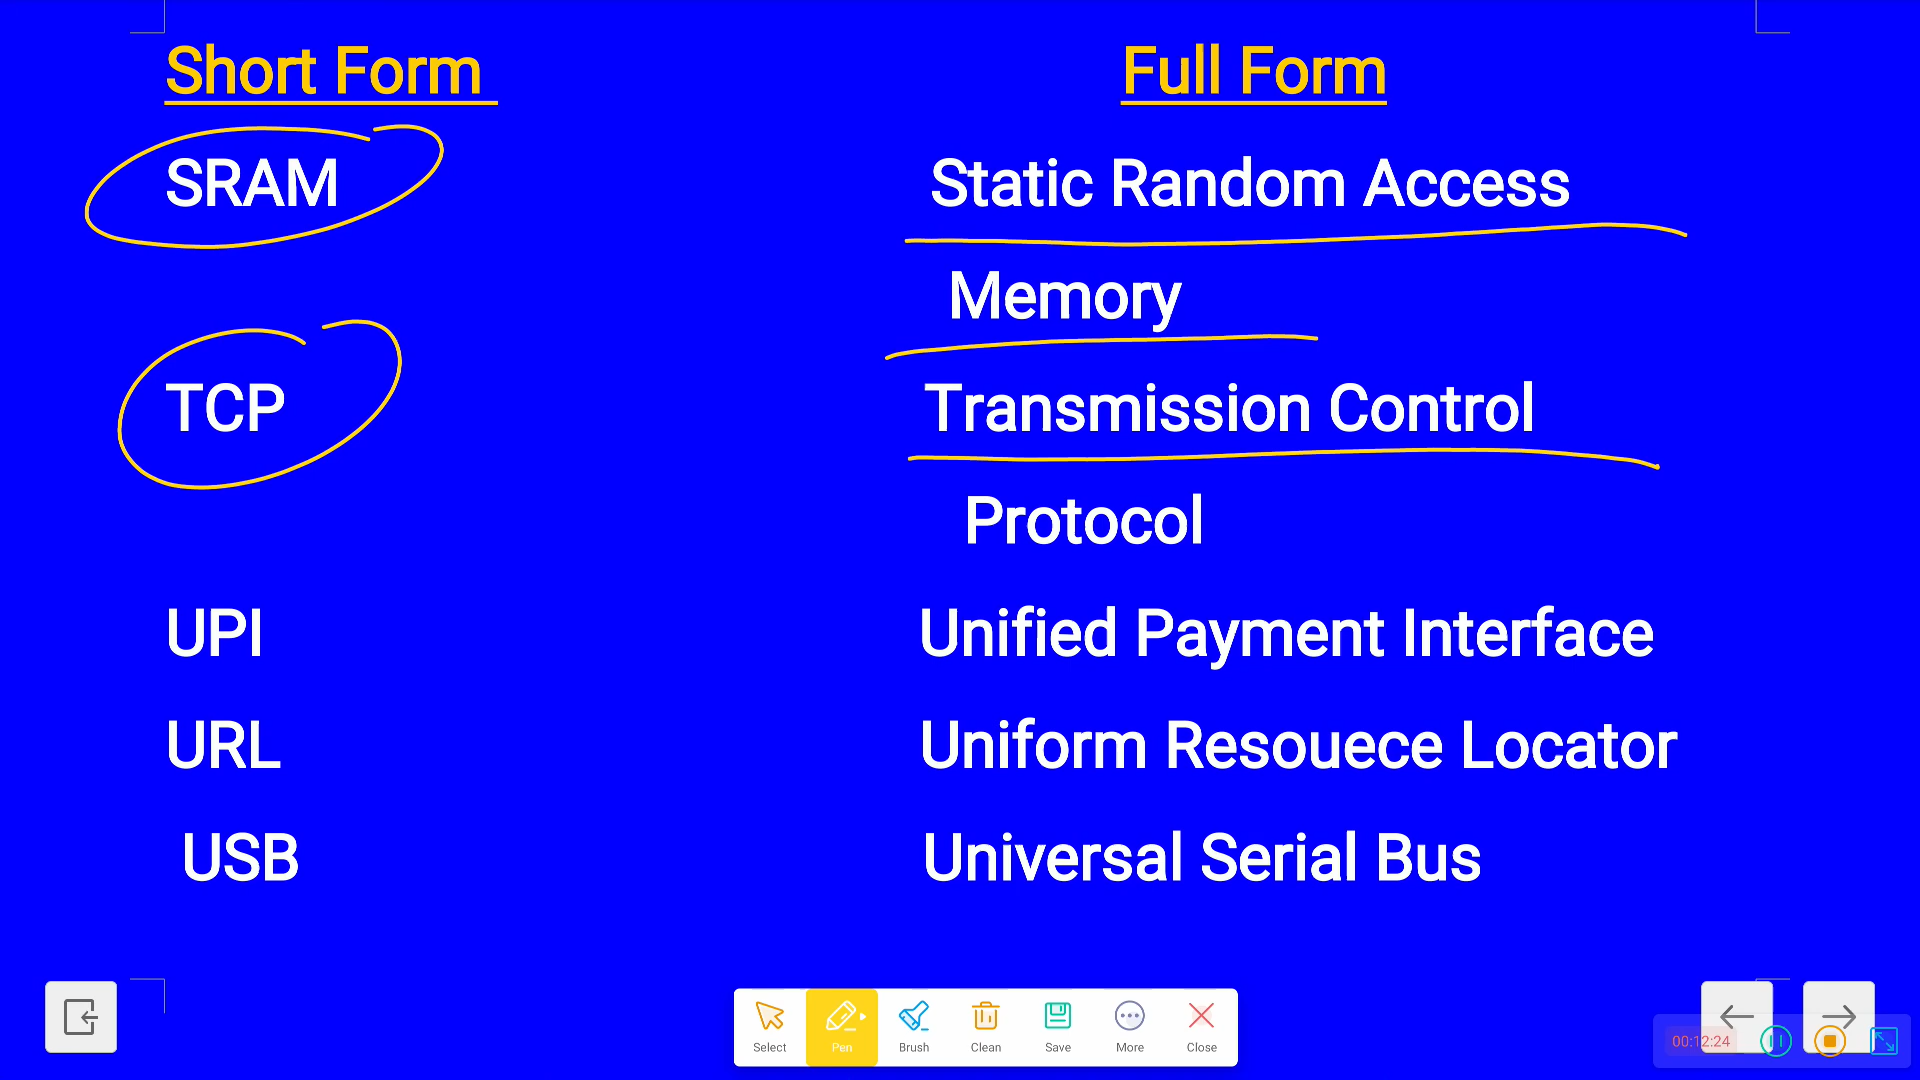 Short Form Full Form
SRAM Static Random Access
Memory
TCP Transmission Control
Protocol
UPI Unified Payment Interface
URL Uniform Resouece Locator
USB Universal Serial Bus
Select Pen Brush Clean Save More Close
00:12:24